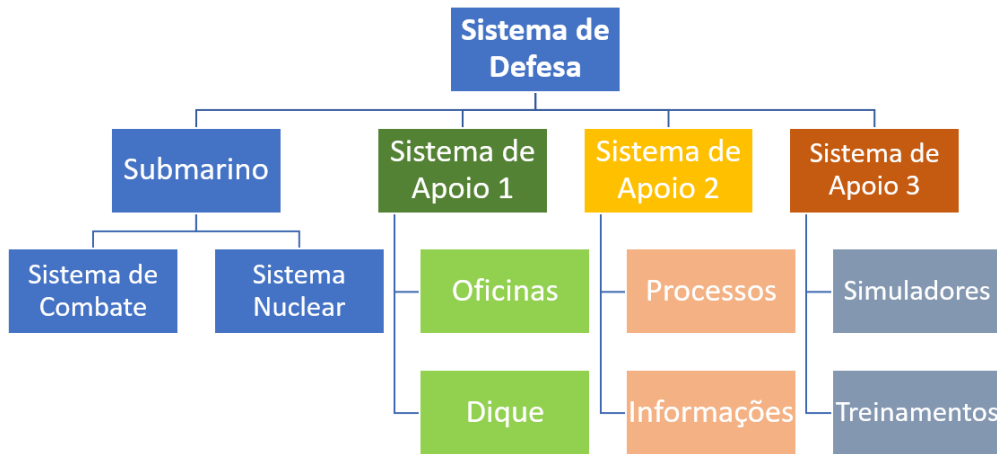 Sistema de
Defesa
Submarino
Sistema de
Apoio 1
Sistema de
Apoio 2
Sistema de
Apoio 3
Sistema de
Combate
Sistema
Nuclear
Oficinas
Processos
Simuladores
Dique
Informações
Treinamentos